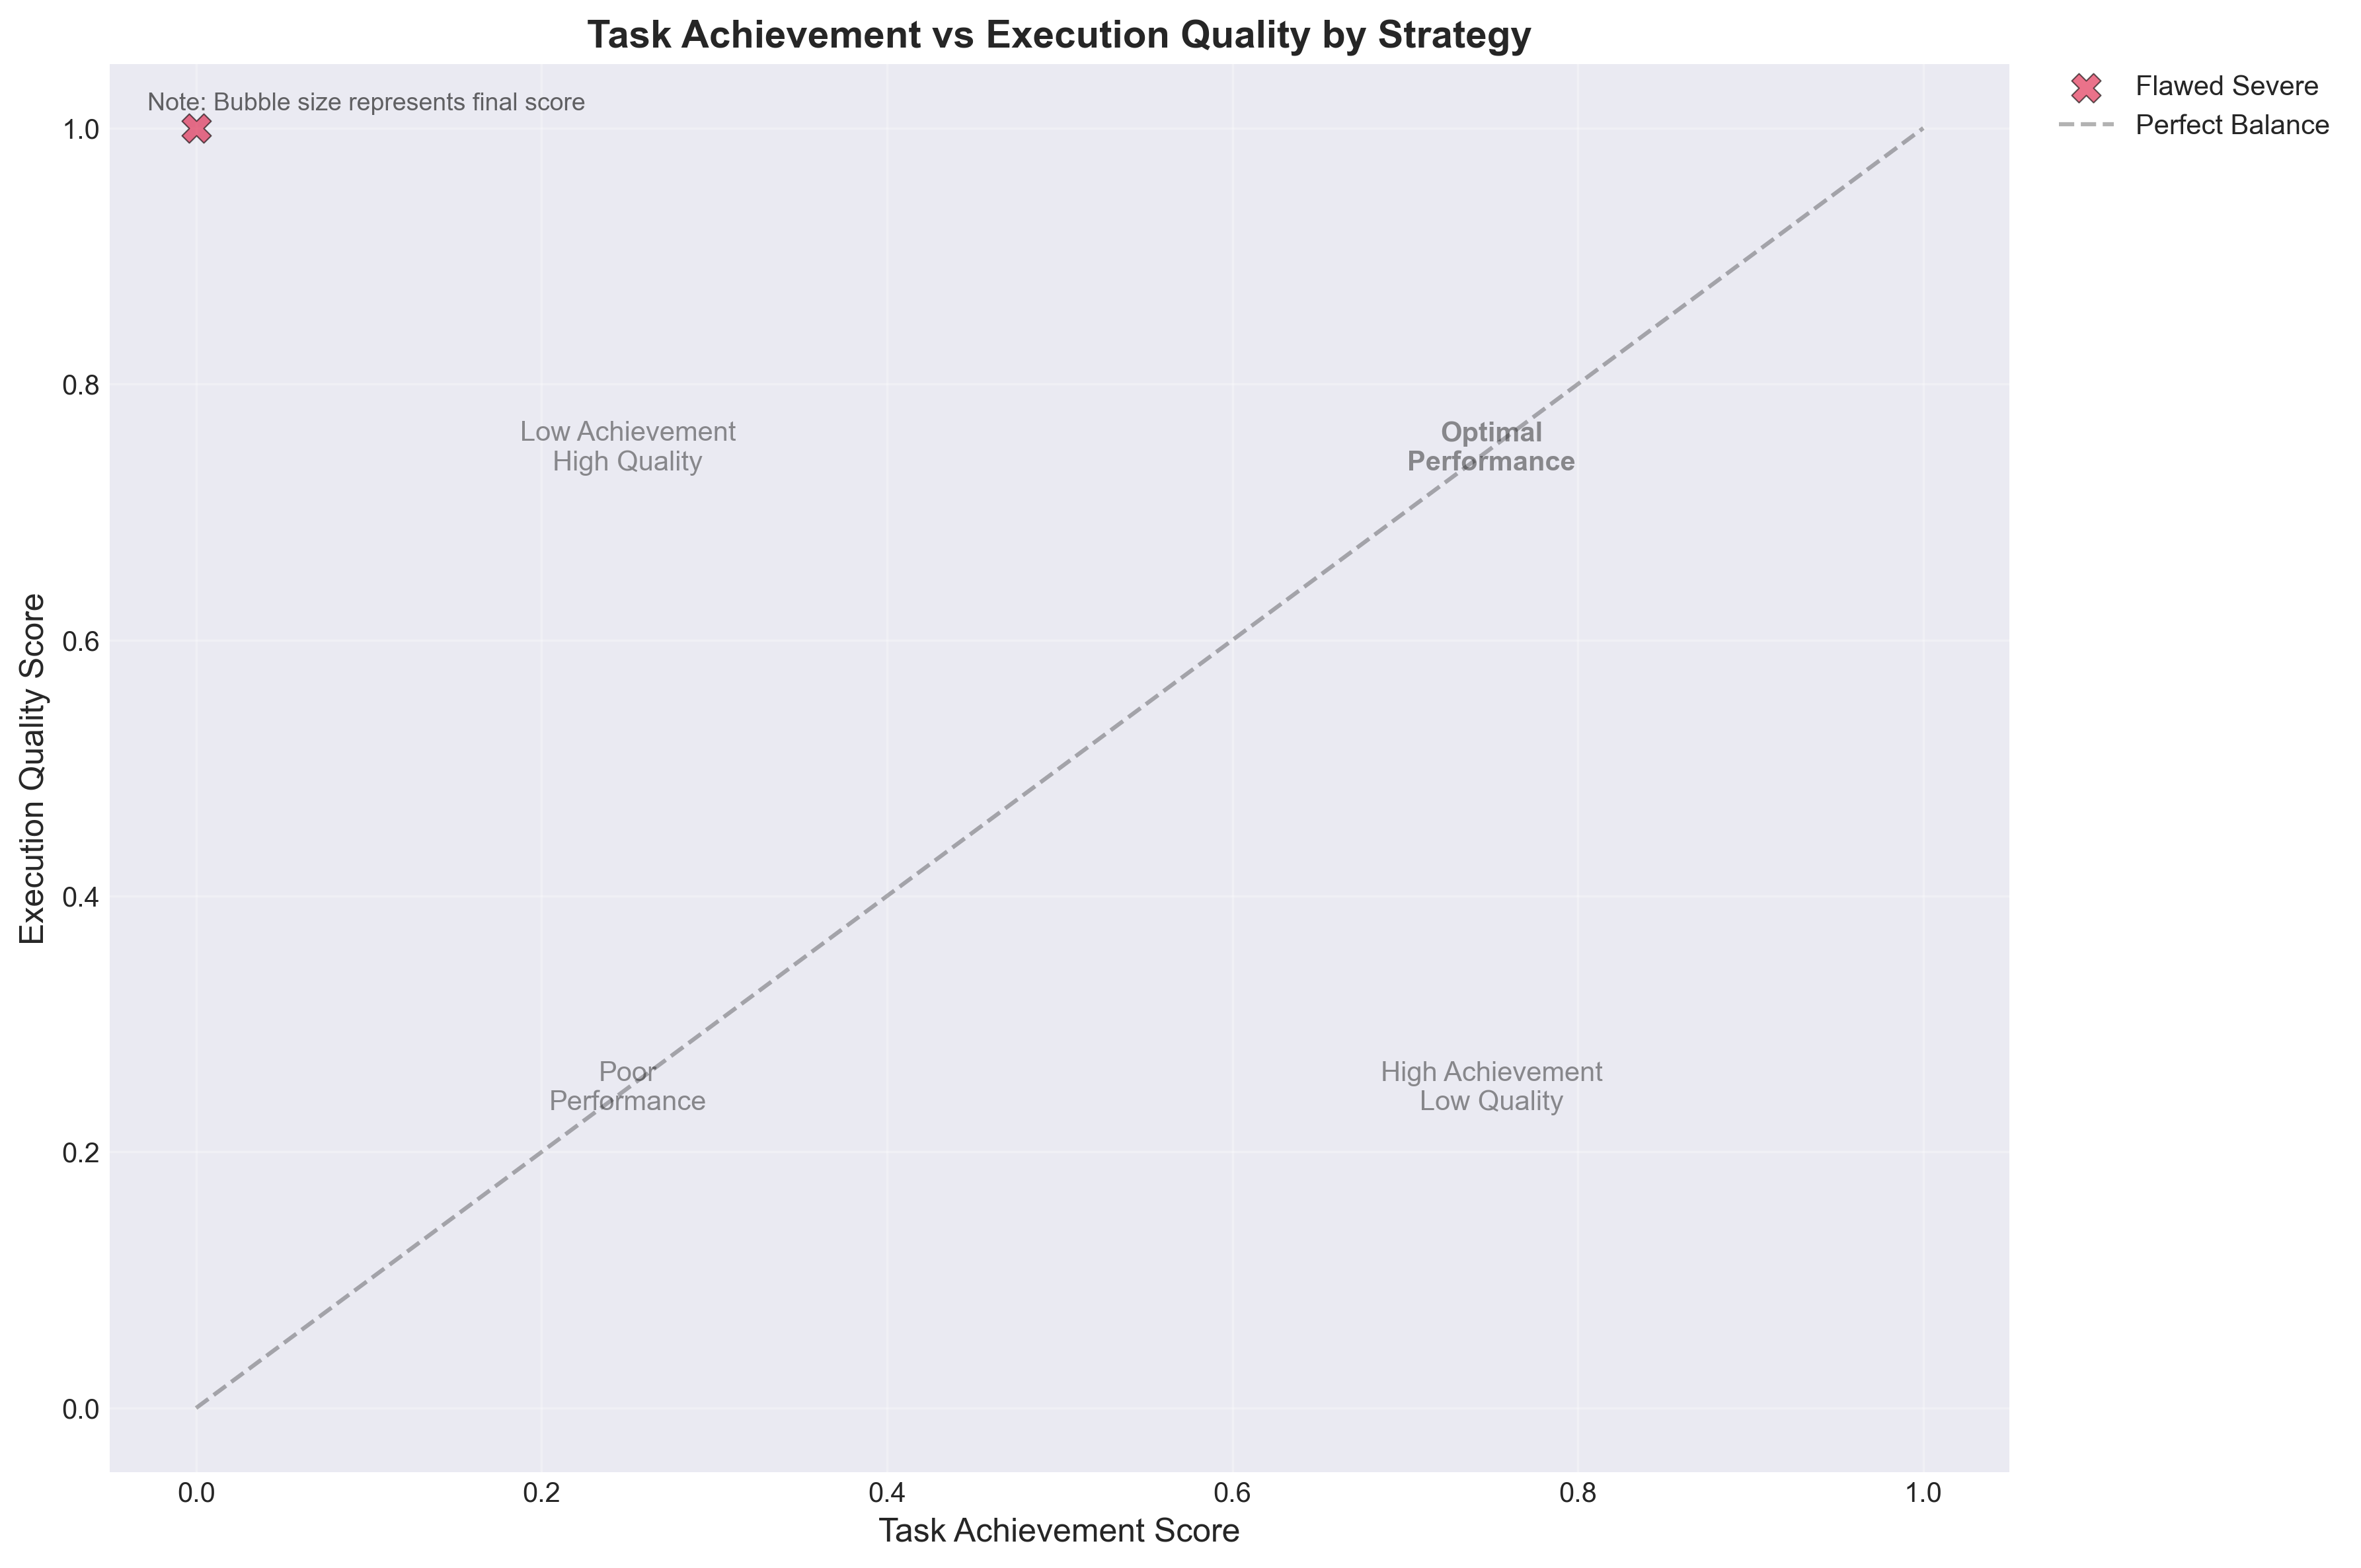 Task Achievement vs Execution Quality by Strategy
Note: Bubble size represents final score
Flawed Severe
Perfect Balance
1.0
0.8
0.6
0.4
0.2
0.0
Execution Quality Score
Low Achievement
High Quality
Optimal
Performance
Poor
Performance
High Achievement
Low Quality
0.0
0.2
0.4
0.6
0.8
1.0
Task Achievement Score